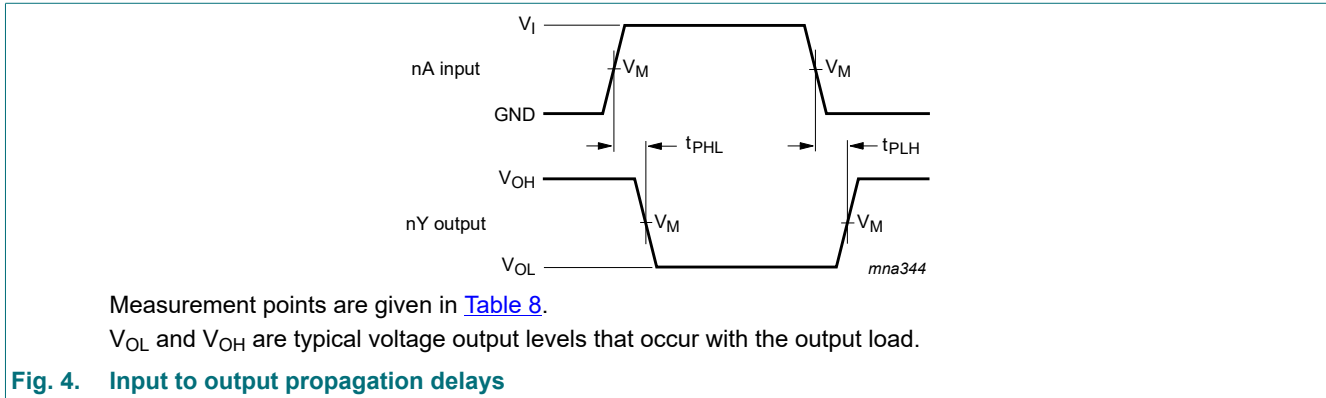 V_I
nA input V_M V_M
GND
t_PHL t_PLH
V_OH
nY output V_M V_M
V_OL
mna344
Measurement points are given in Table 8.
V_OL and V_OH are typical voltage output levels that occur with the output load.
Fig. 4. Input to output propagation delays